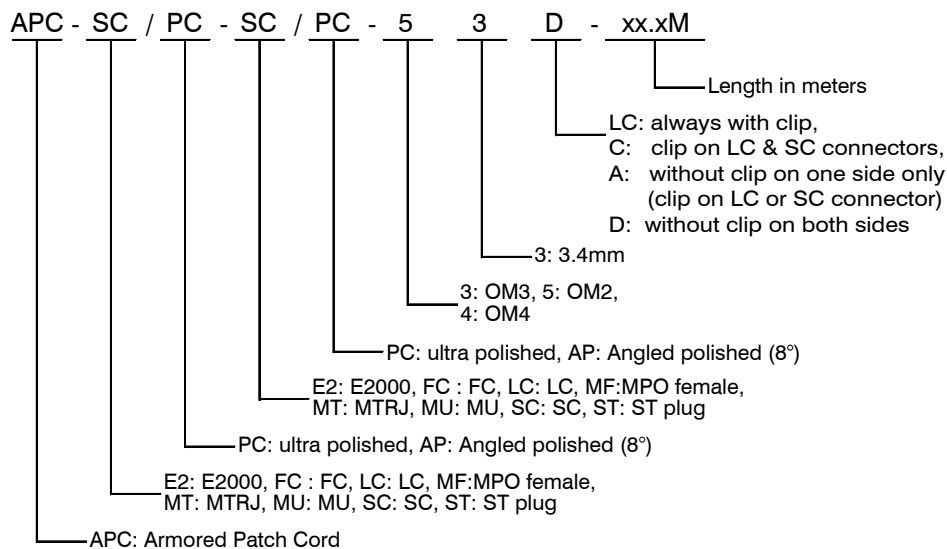 APC - SC / PC - SC / PC - 5 3 D - xx.xM
Length in meters
LC: always with clip,
C: clip on LC & SC connectors,
A: without clip on one side only
(clip on LC or SC connector)
D: without clip on both sides
3: 3.4mm
3: OM3, 5: OM2,
4: OM4
PC: ultra polished, AP: Angled polished (8°)
E2: E2000, FC : FC, LC: LC, MF:MPO female,
MT: MTRJ, MU: MU, SC: SC, ST: ST plug
PC: ultra polished, AP: Angled polished (8°)
E2: E2000, FC : FC, LC: LC, MF:MPO female,
MT: MTRJ, MU: MU, SC: SC, ST: ST plug
APC: Armored Patch Cord